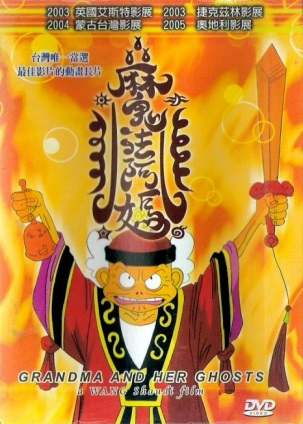 2003 英國艾斯特影展 2003 捷克茲林影展
2004 蒙古台灣影展 2005 奧地利影展
台灣唯一當選
最佳影片的動畫長片
魔法阿媽
GRANDMA AND HER GHOSTS
a WANG Shaudi film
DVD
VIDEO